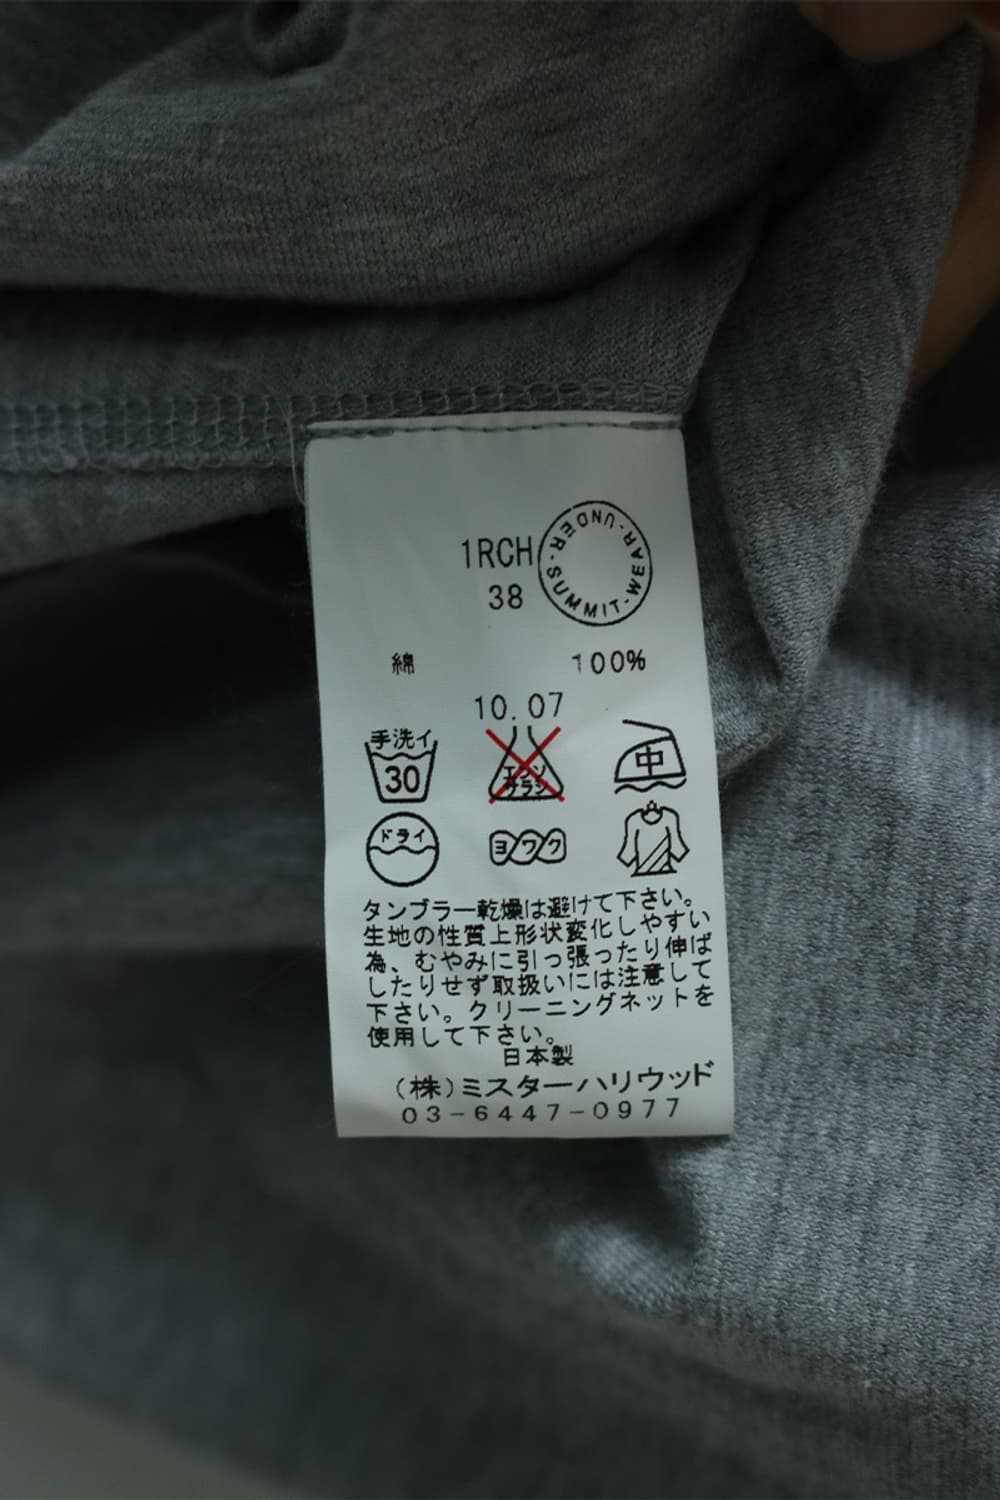 1RCH
38
UNDER-SUMMIT-WEAR-
綿 100%
10.07
手洗イ
30
エンソ
サラシ
中
ドライ
ヨワク
タンブラー乾燥は避けて下さい。
生地の性質上形状変化しやすい
為、むやみに引っ張ったり伸ば
したりせず取扱いには注意して
下さい。クリーニングネットを
使用して下さい。
日本製
(株)ミスターハリウッド
03-6447-0977